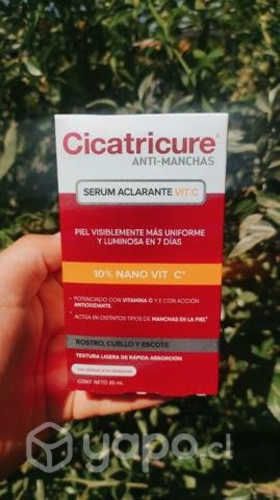 Cicatricure®
ANTI-MANCHAS
SERUM ACLARANTE VIT. C
PIEL VISIBLEMENTE MÁS UNIFORME
Y LUMINOSA EN 7 DÍAS
10% NANO VIT C*
• POTENCIADO CON VITAMINA C Y E CON ACCIÓN
ANTIOXIDANTE.
• ACTÚA EN DISTINTOS TIPOS DE MANCHAS EN LA PIEL*
ROSTRO, CUELLO Y ESCOTE
TEXTURA LIGERA DE RÁPIDA ABSORCIÓN
CONT. NETO
yapo.cl